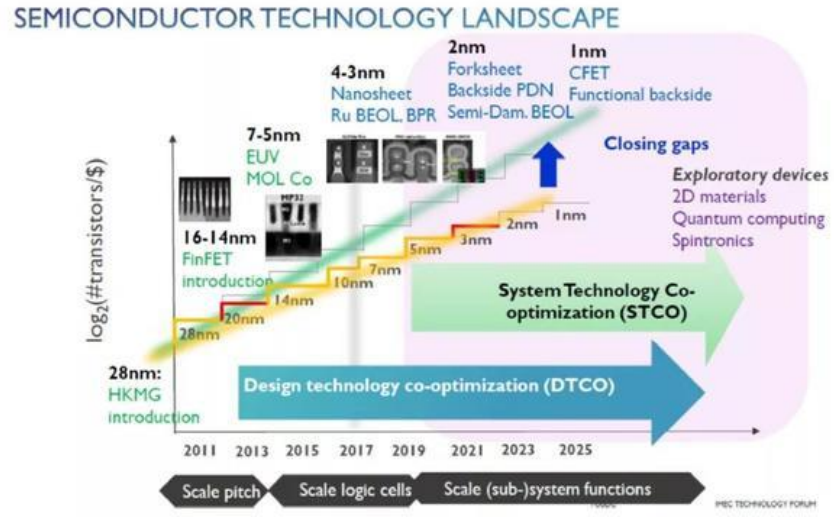 SEMICONDUCTOR TECHNOLOGY LANDSCAPE
1nm
CFET
Functional backside
2nm
Forksheet
Backside PDN
Semi-Dam. BEOL
4-3nm
Nanosheet
Ru BEOL, BPR
7-5nm
EUV
MOL Co
MP32
16-14nm
FinFET
introduction
28nm:
HKMG
introduction
Closing gaps
Exploratory devices
2D materials
Quantum computing
Spintronics
log2(#transistors/$)
28nm
20nm
14nm
10nm
7nm
5nm
3nm
2nm
1nm
System Technology Co-
optimization (STCO)
Design technology co-optimization (DTCO)
2011 2013 2015 2017 2019 2021 2023 2025
Scale pitch
Scale logic cells
Scale (sub-)system functions
IMEC TECHNOLOGY FORUM